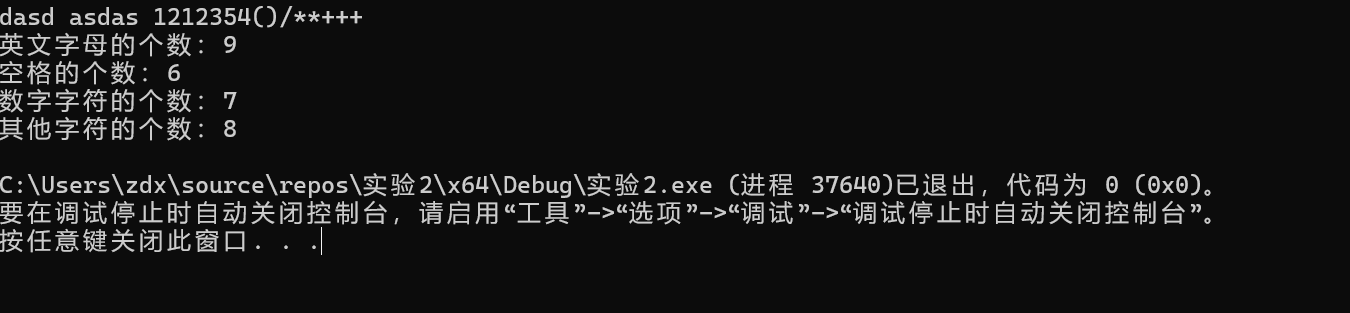 dasd asdas 1212354()/**+++
英文字母的个数：9
空格的个数：6
数字字符的个数：7
其他字符的个数：8
C:\Users\zdx\source\repos\实验2\x64\Debug\实验2.exe (进程 37640)已退出，代码为 0 (0x0)。
要在调试停止时自动关闭控制台，请启用“工具”->“选项”->“调试”->“调试停止时自动关闭控制台”。
按任意键关闭此窗口. . .